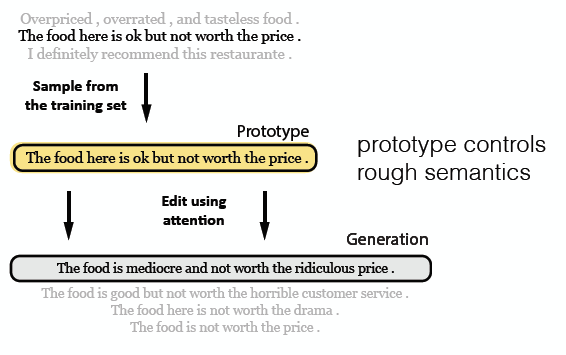 Overpriced , overrated , and tasteless food .
The food here is ok but not worth the price .
I definitely recommend this restaurante .
Sample from
the training set
Prototype
The food here is ok but not worth the price .
prototype controls
rough semantics
Edit using
attention
Generation
The food is mediocre and not worth the ridiculous price .
The food is good but not worth the horrible customer service .
The food here is not worth the drama .
The food is not worth the price .